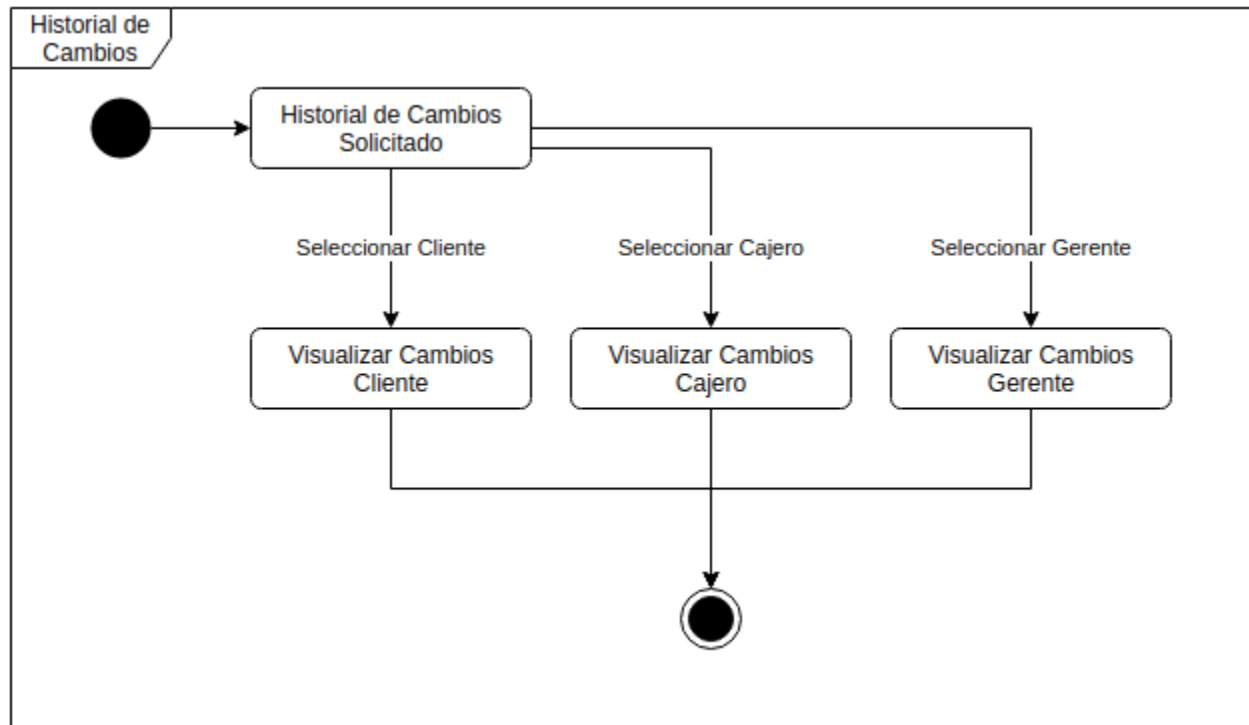 Historial de
Cambios
Historial de Cambios
Solicitado
Seleccionar Cliente
Seleccionar Cajero
Seleccionar Gerente
Visualizar Cambios
Cliente
Visualizar Cambios
Cajero
Visualizar Cambios
Gerente